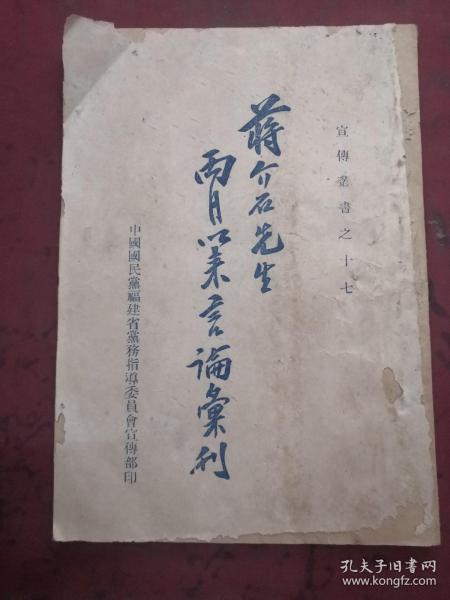 宣傳叢書之十七
蔣介石先生
兩月以來言論彙刊
中國國民黨福建省黨務指導委員會宣傳部印
孔夫子旧书网
www.kongfz.com